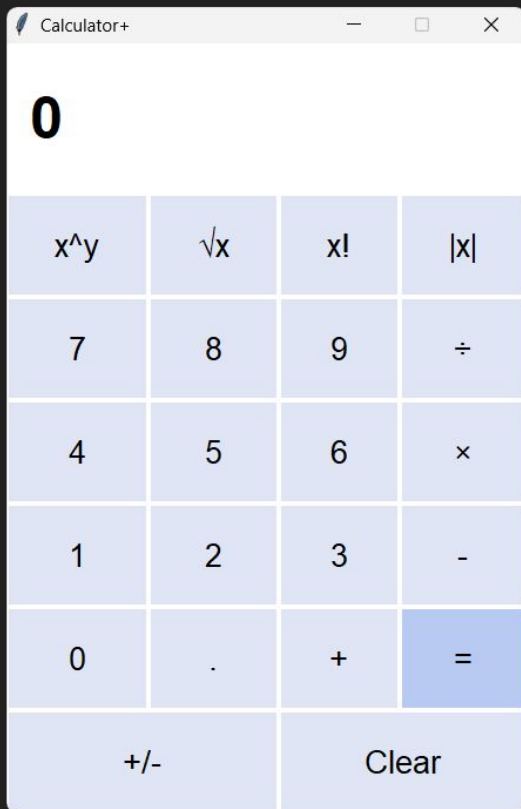 Calculator+
0
x^y √x x! |x|
7 8 9 ÷
4 5 6 ×
1 2 3 -
0 . + =
+/- Clear